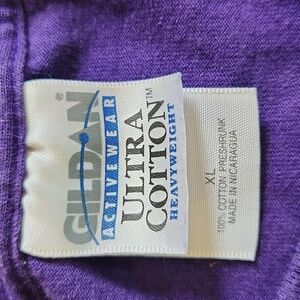 GILDAN
ACTIVEWEAR
ULTRA
COTTON™
HEAVYWEIGHT
XL
100% COTTON PRESHRUNK
MADE IN NICARAGUA